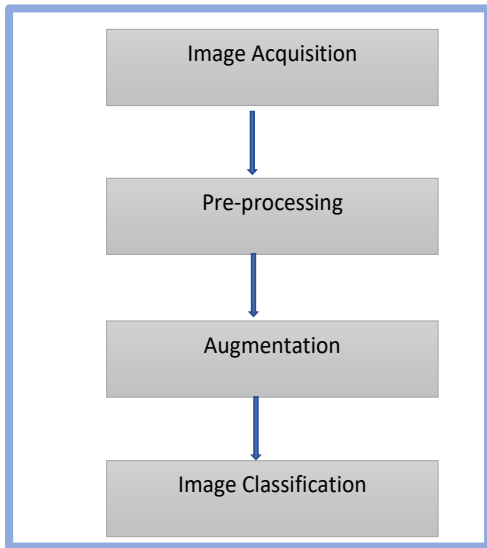 Image Acquisition
Pre-processing
Augmentation
Image Classification